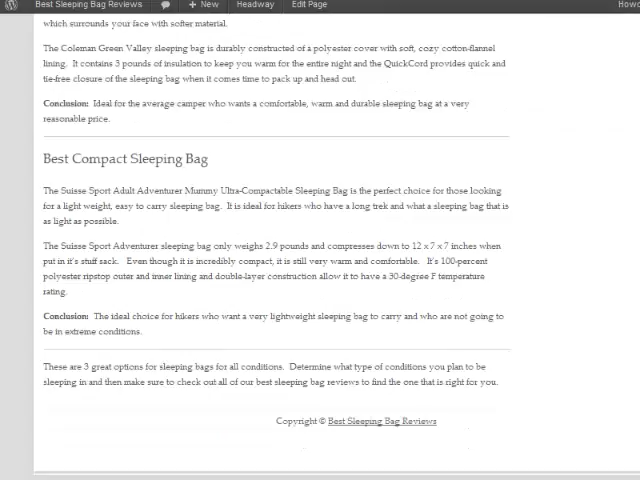 Best Sleeping Bag Reviews + New Headway Edit Page Howd
which surrounds your face with softer material.
The Coleman Green Valley sleeping bag is durably constructed of a polyester cover with soft, cozy cotton-flannel
lining. It contains 3 pounds of insulation to keep you warm for the entire night and the QuickCord provides quick and
tie-free closure of the sleeping bag when it comes time to pack up and head out.
Conclusion: Ideal for the average camper who wants a comfortable, warm and durable sleeping bag at a very
reasonable price.
Best Compact Sleeping Bag
The Suisse Sport Adult Adventurer Mummy Ultra-Compactable Sleeping Bag is the perfect choice for those looking
for a light weight, easy to carry sleeping bag. It is ideal for hikers who have a long trek and what a sleeping bag that is
as light as possible.
The Suisse Sport Adventurer sleeping bag only weighs 2.9 pounds and compresses down to 12 x 7 x 7 inches when
put in it's stuff sack. Even though it is incredibly compact, it is still very warm and comfortable. It's 100-percent
polyester ripstop outer and inner lining and double-layer construction allow it to have a 30-degree F temperature
rating.
Conclusion: The ideal choice for hikers who want a very lightweight sleeping bag to carry and who are not going to
be in extreme conditions.
These are 3 great options for sleeping bags for all conditions. Determine what type of conditions you plan to be
sleeping in and then make sure to check out all of our best sleeping bag reviews to find the one that is right for you.
Copyright © Best Sleeping Bag Reviews